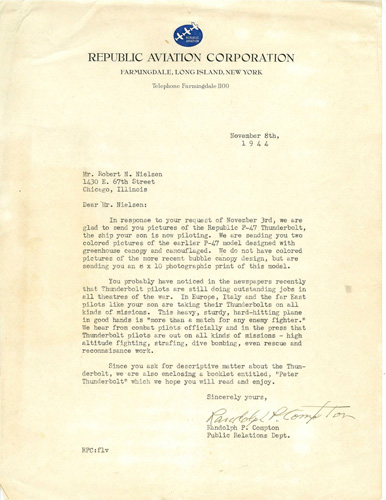 REPUBLIC AVIATION CORPORATION
FARMINGDALE, LONG ISLAND, NEW YORK
Telephone Farmingdale 1100
November 8th,
1944
Mr. Robert N. Nielsen
1430 E. 67th Street
Chicago, Illinois
Dear Mr. Nielsen:
In response to your request of November 3rd, we are
glad to send you pictures of the Republic P-47 Thunderbolt,
the ship your son is now piloting. We are sending you two
colored pictures of the earlier P-47 model designed with
greenhouse canopy and camouflaged. We do not have colored
pictures of the more recent bubble canopy design, but are
sending you an 8 x 10 photographic print of this model.
You probably have noticed in the newspapers recently
that Thunderbolt pilots are still doing outstanding jobs in
all theatres of the war. In Europe, Italy and the far East
pilots like your son are taking their Thunderbolts on all
kinds of missions. This heavy, sturdy, hard-hitting plane
in good hands is "more than a match for any enemy fighter."
We hear from combat pilots officially and in the press that
Thunderbolt pilots are out on all kinds of missions - high
altitude fighting, strafing, dive bombing, even rescue and
reconnaisance work.
Since you ask for descriptive matter about the Thun-
derbolt, we are also enclosing a booklet entitled, "Peter
Thunderbolt" which we hope you will read and enjoy.
Sincerely yours,
Randolph P. Compton
Randolph P. Compton
Public Relations Dept.
RPC:flv